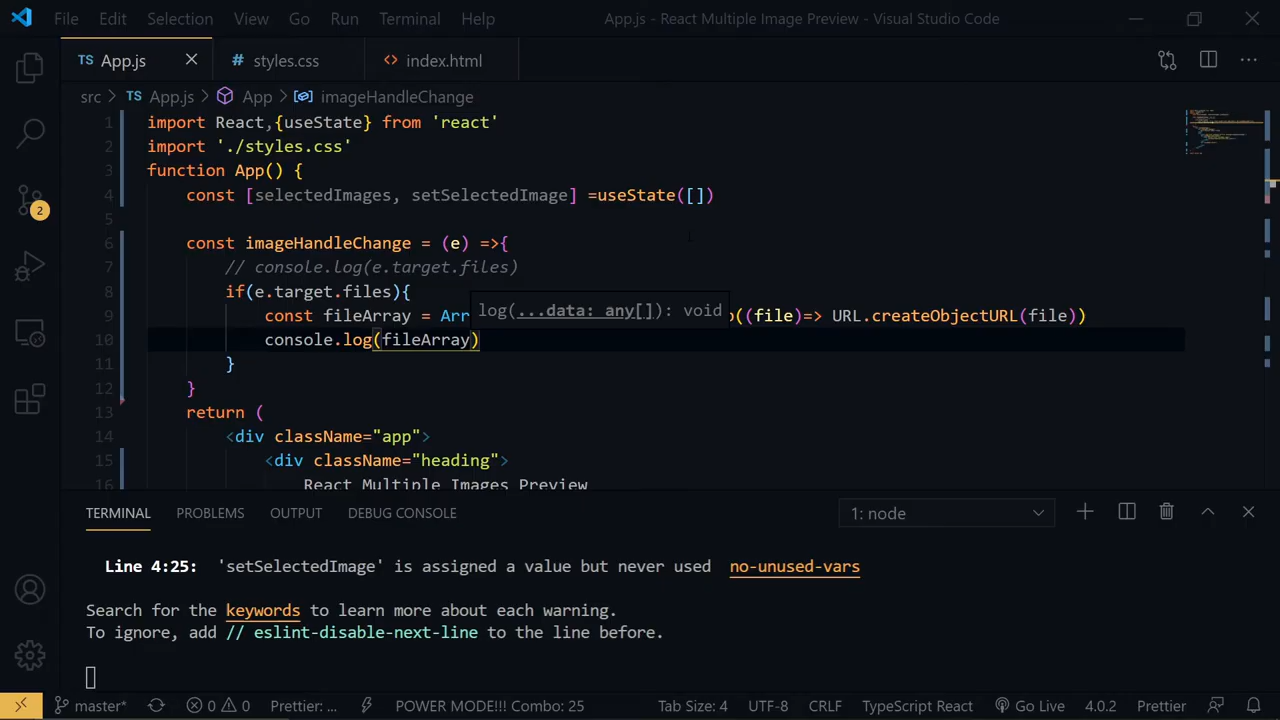 File Edit Selection View Go Run Terminal Help App.js - React Multiple Image Preview - Visual Studio Code
TS App.js # styles.css <> index.html
src > TS App.js > App > imageHandleChange
1 import React,{useState} from 'react'
2 import './styles.css'
3 function App() {
4 const [selectedImages, setSelectedImage] =useState([])
5
6 const imageHandleChange = (e) =>{
7 // console.log(e.target.files)
8 if(e.target.files){
log(...data: any[]): void
9 const fileArray = Arr ((file)=> URL.createObjectURL(file))
10 console.log(fileArray)
11 }
12 }
13 return (
14 <div className="app">
15 <div className="heading">
16 React Multiple Images Preview
TERMINAL PROBLEMS OUTPUT DEBUG CONSOLE 1: node
Line 4:25: 'setSelectedImage' is assigned a value but never used no-unused-vars
Search for the keywords to learn more about each warning.
To ignore, add // eslint-disable-next-line to the line before.
2
master* 0 0 Prettier: ... POWER MODE!!! Combo: 25 Tab Size: 4 UTF-8 CRLF TypeScript React Go Live 4.0.2 Prettier